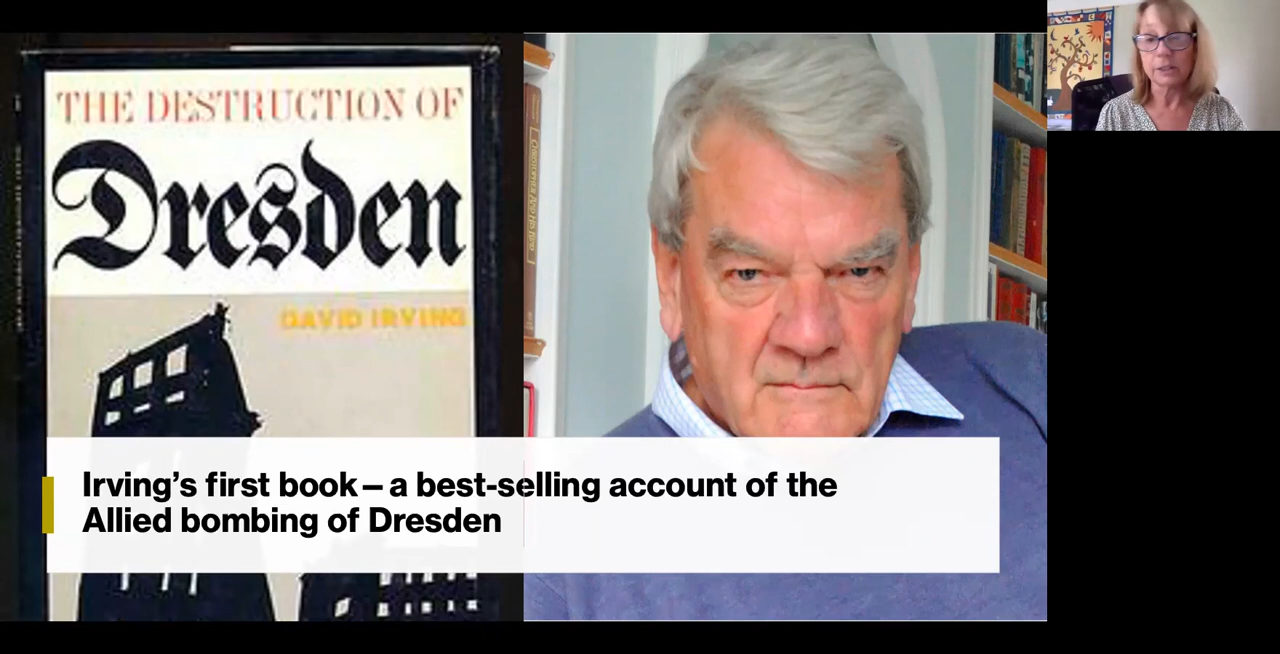 THE DESTRUCTION OF
Dresden
DAVID IRVING
Irving's first book – a best-selling account of the
Allied bombing of Dresden